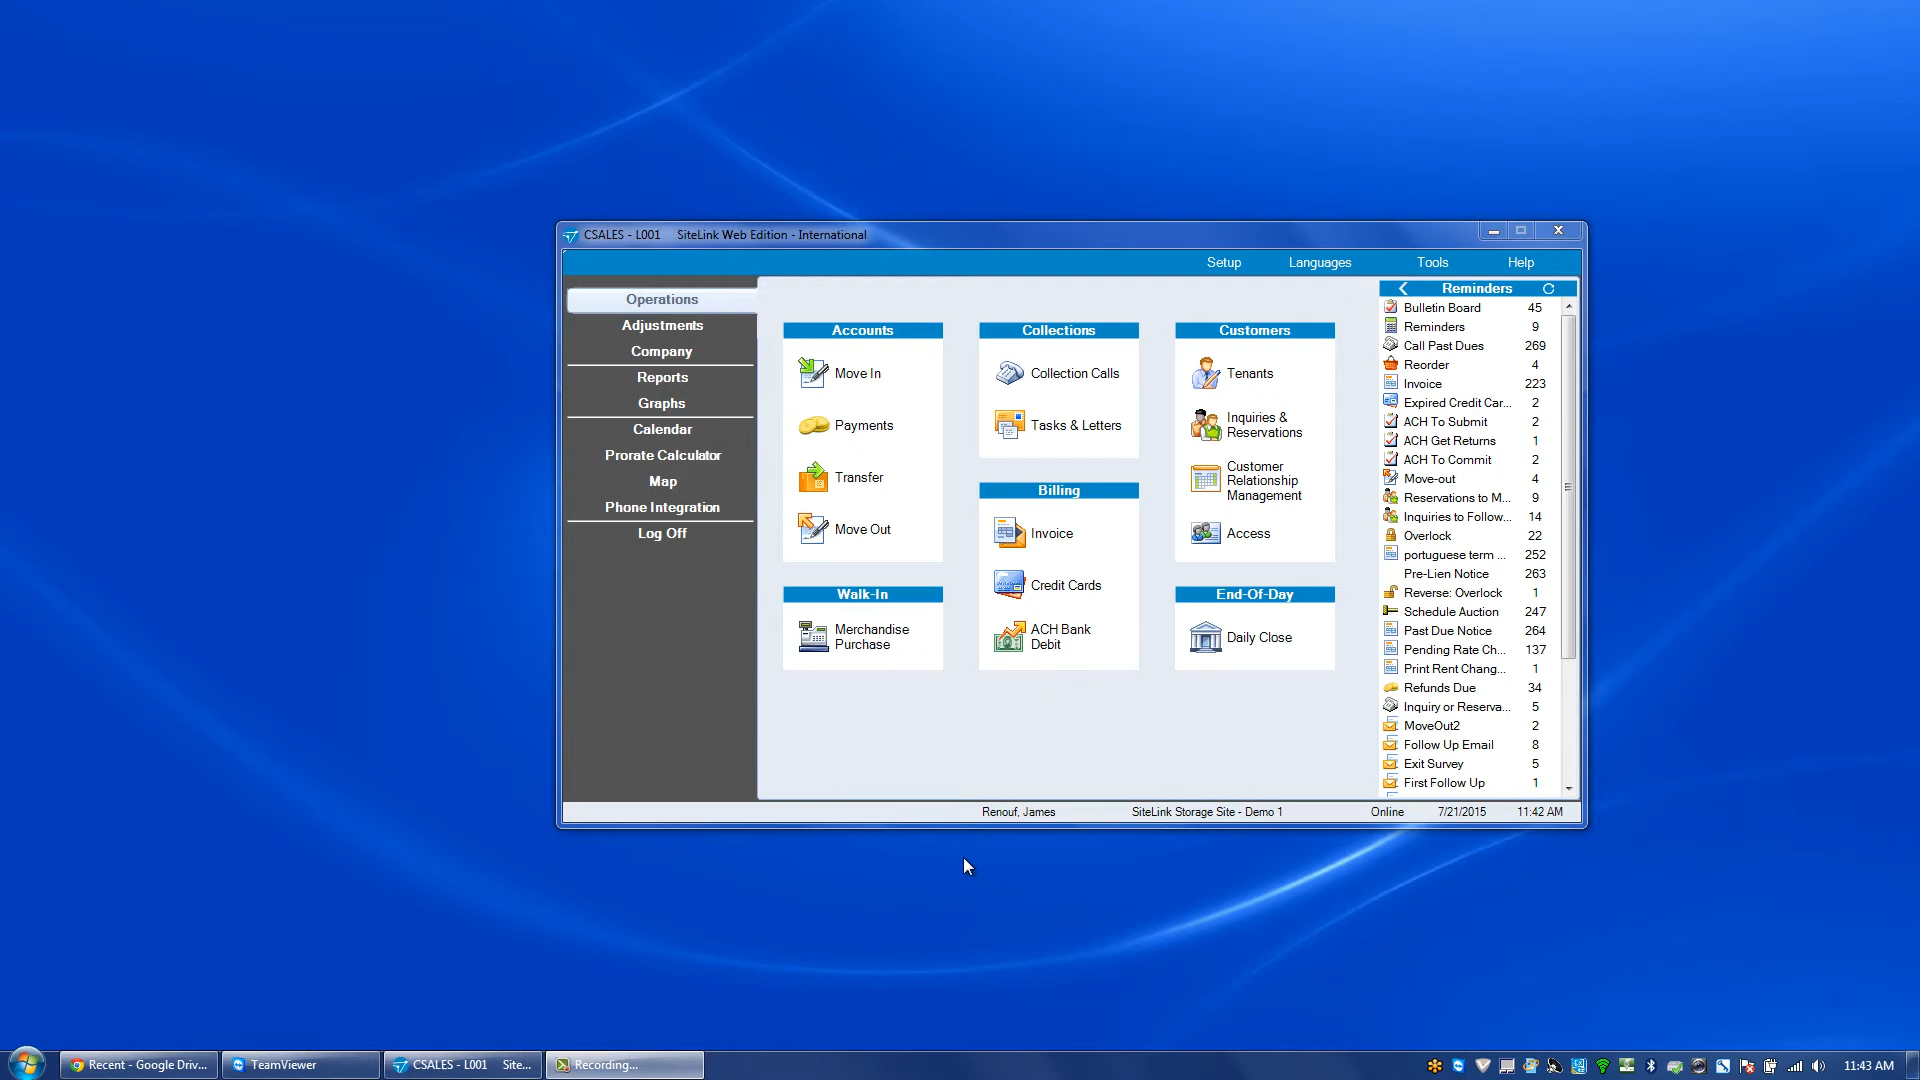 CSALES - L001 SiteLink Web Edition - International
Setup Languages Tools Help
Operations
Adjustments
Company
Reports
Graphs
Calendar
Prorate Calculator
Map
Phone Integration
Log Off
Accounts
Move In
Payments
Transfer
Move Out
Walk-In
Merchandise
Purchase
Collections
Collection Calls
Tasks & Letters
Billing
Invoice
Credit Cards
ACH Bank
Debit
Customers
Tenants
Inquiries &
Reservations
Customer
Relationship
Management
Access
End-Of-Day
Daily Close
Reminders
Bulletin Board 45
Reminders 9
Call Past Dues 269
Reorder 4
Invoice 223
Expired Credit Car... 2
ACH To Submit 2
ACH Get Returns 1
ACH To Commit 2
Move-out 4
Reservations to M... 9
Inquiries to Follow... 14
Overlock 22
portuguese term ... 252
Pre-Lien Notice 263
Reverse: Overlock 1
Schedule Auction 247
Past Due Notice 264
Pending Rate Ch... 137
Print Rent Chang... 1
Refunds Due 34
Inquiry or Reserva... 5
MoveOut2 2
Follow Up Email 8
Exit Survey 5
First Follow Up 1
Renouf, James SiteLink Storage Site - Demo 1 Online 7/21/2015 11:42 AM
Recent - Google Driv... TeamViewer CSALES - L001 Site... Recording... 11:43 AM